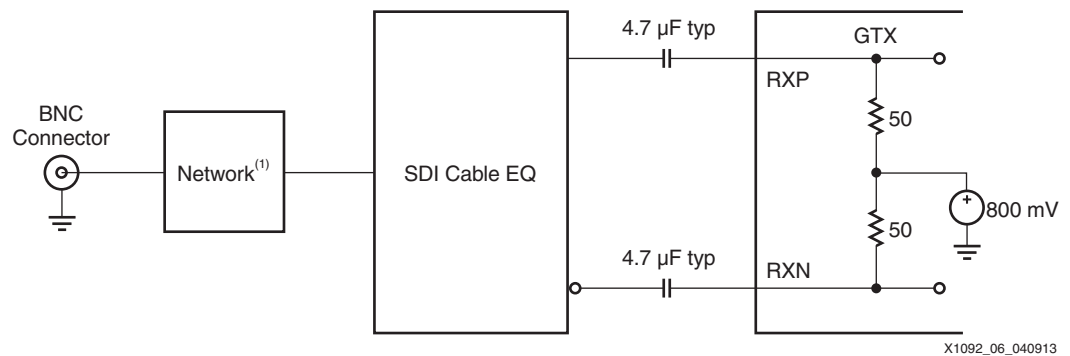 BNC
Connector
Network(1)
SDI Cable EQ
4.7 µF typ
4.7 µF typ
GTX
RXP
50
50
+
800 mV
RXN
X1092_06_040913